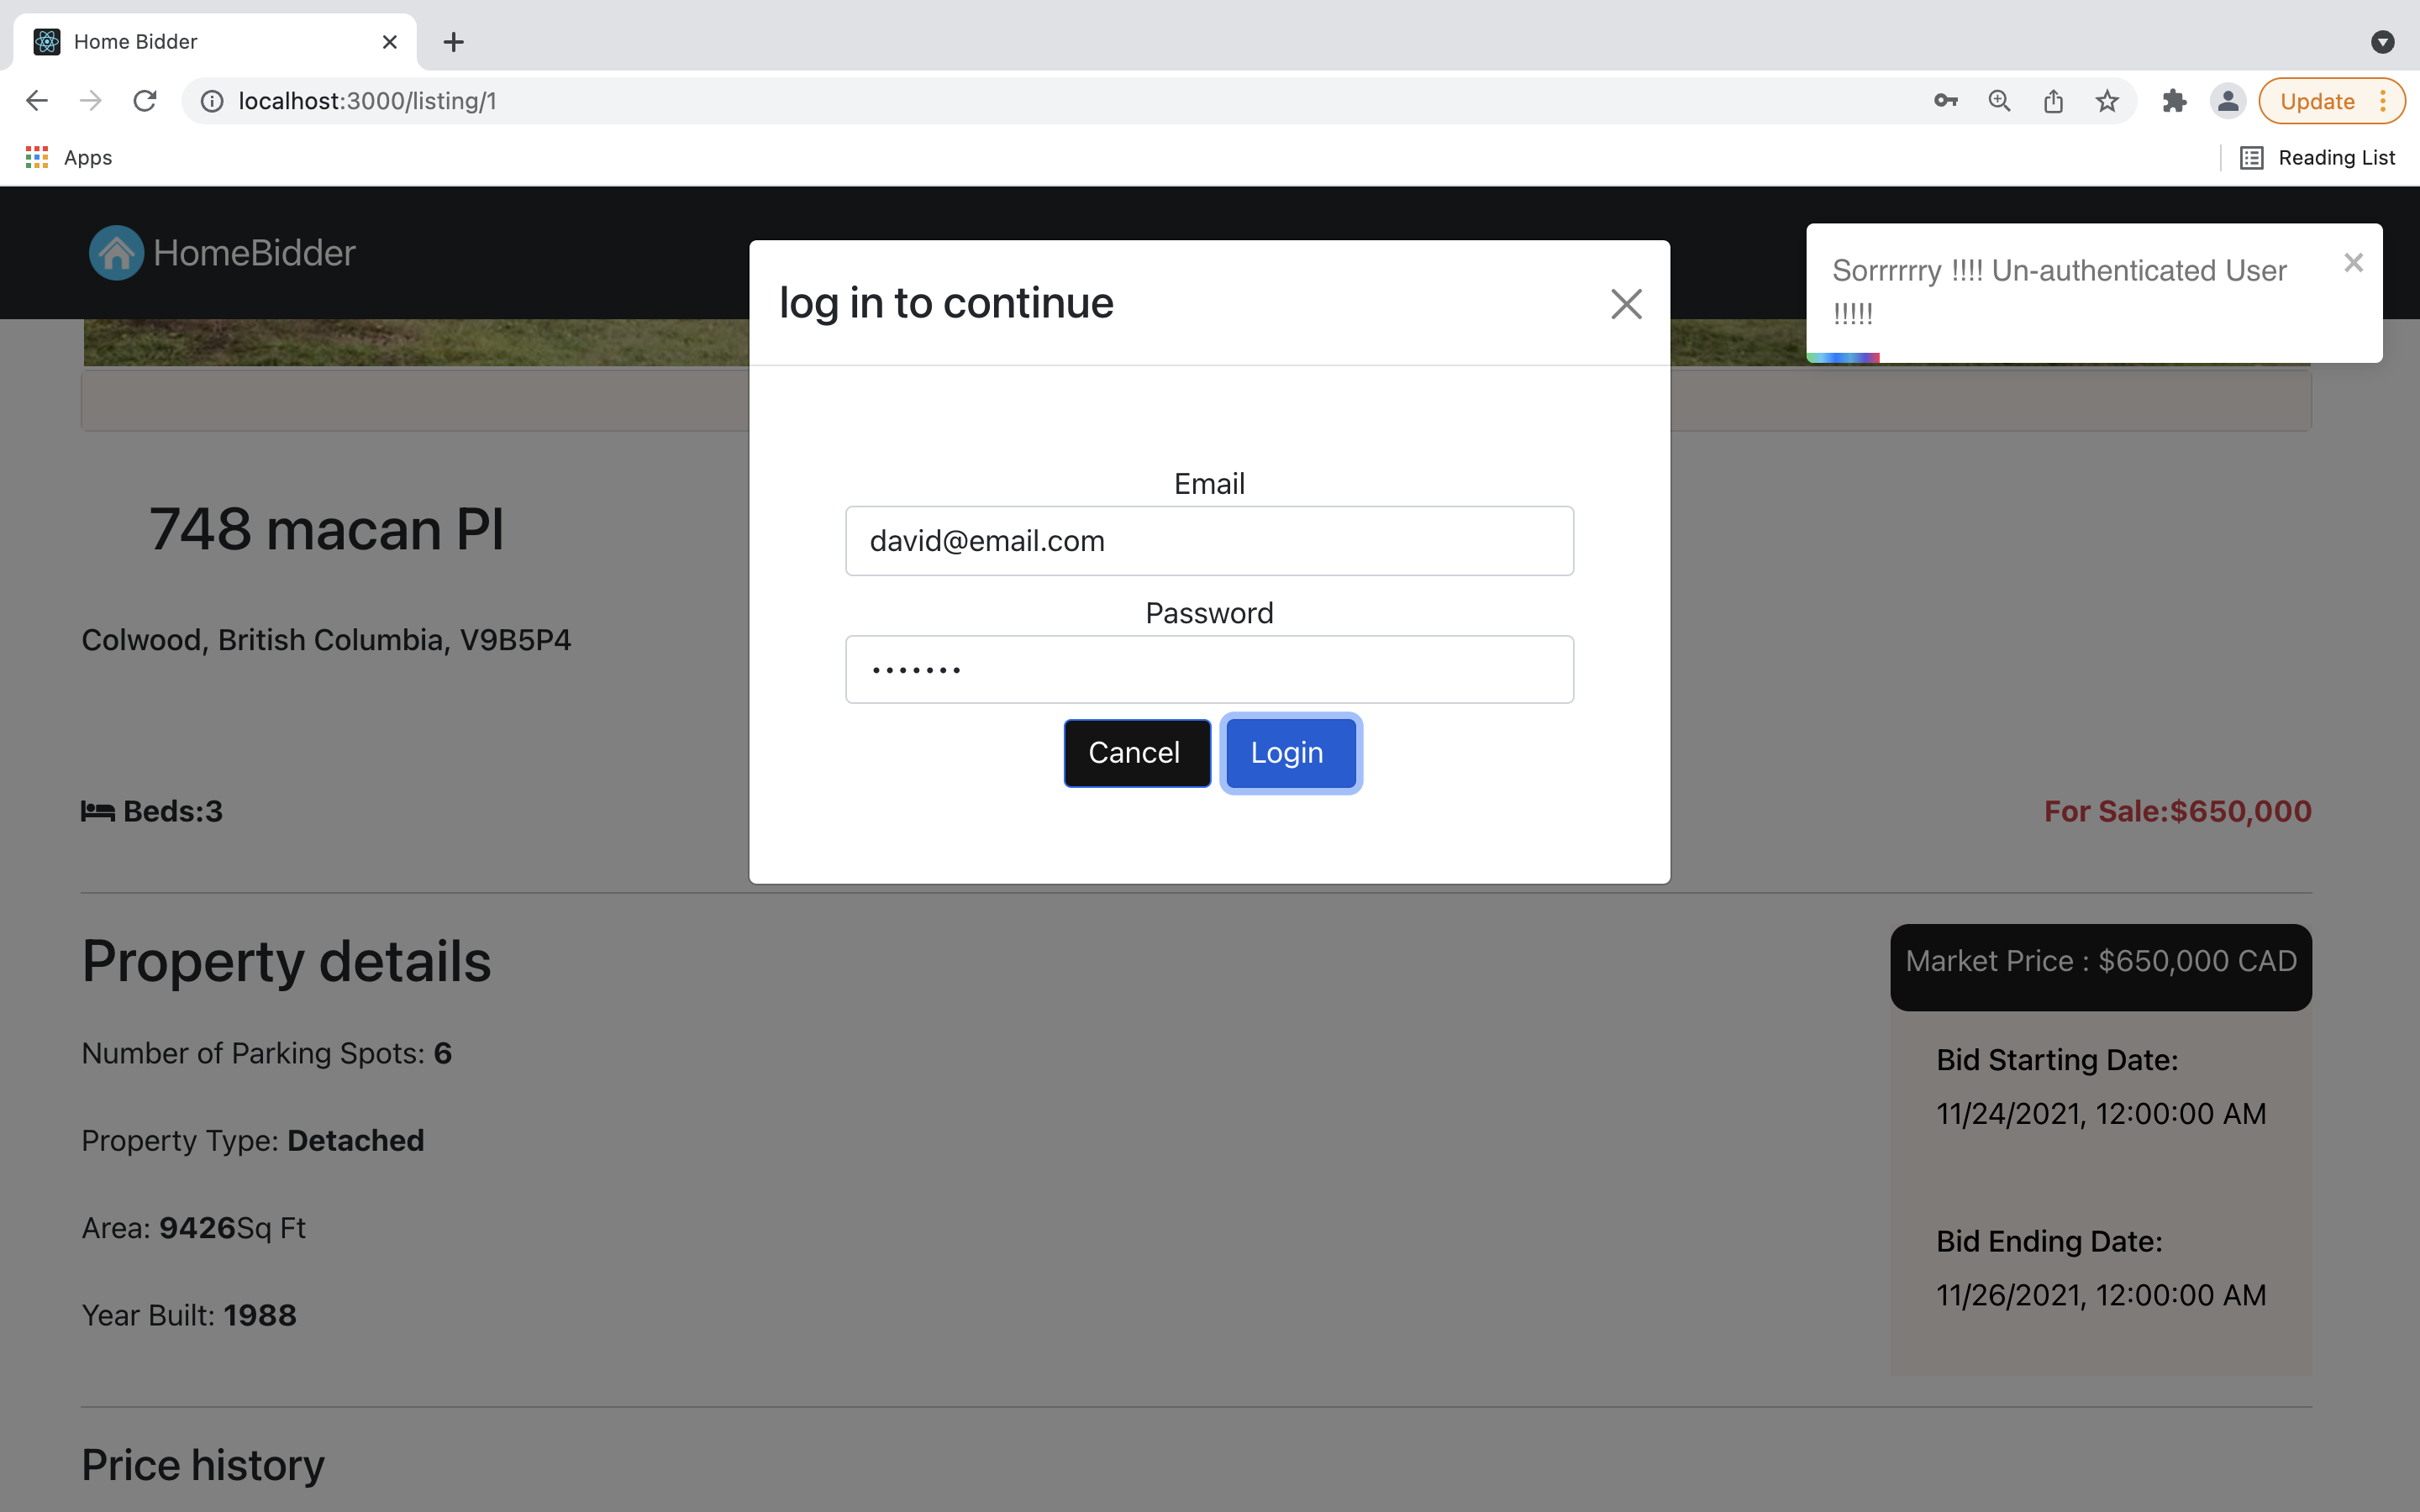 Home Bidder
localhost:3000/listing/1
Update
Apps
Reading List
HomeBidder
Sorrrrrry !!!! Un-authenticated User
!!!!!
log in to continue
Email
david@email.com
Password
•••••••
Cancel
Login
748 macan Pl
Colwood, British Columbia, V9B5P4
Beds:3
For Sale:$650,000
Property details
Market Price : $650,000 CAD
Number of Parking Spots: 6
Bid Starting Date:
11/24/2021, 12:00:00 AM
Property Type: Detached
Area: 9426Sq Ft
Bid Ending Date:
11/26/2021, 12:00:00 AM
Year Built: 1988
Price history